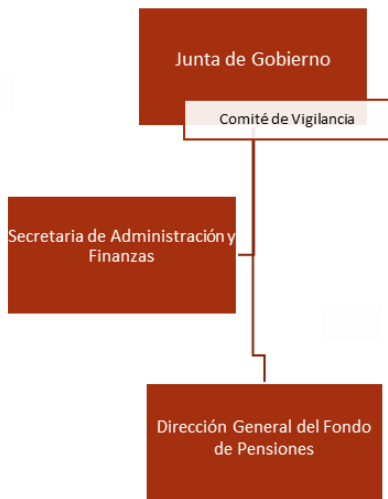 Junta de Gobierno
Comité de Vigilancia
Secretaria de Administración y
Finanzas
Dirección General del Fondo
de Pensiones